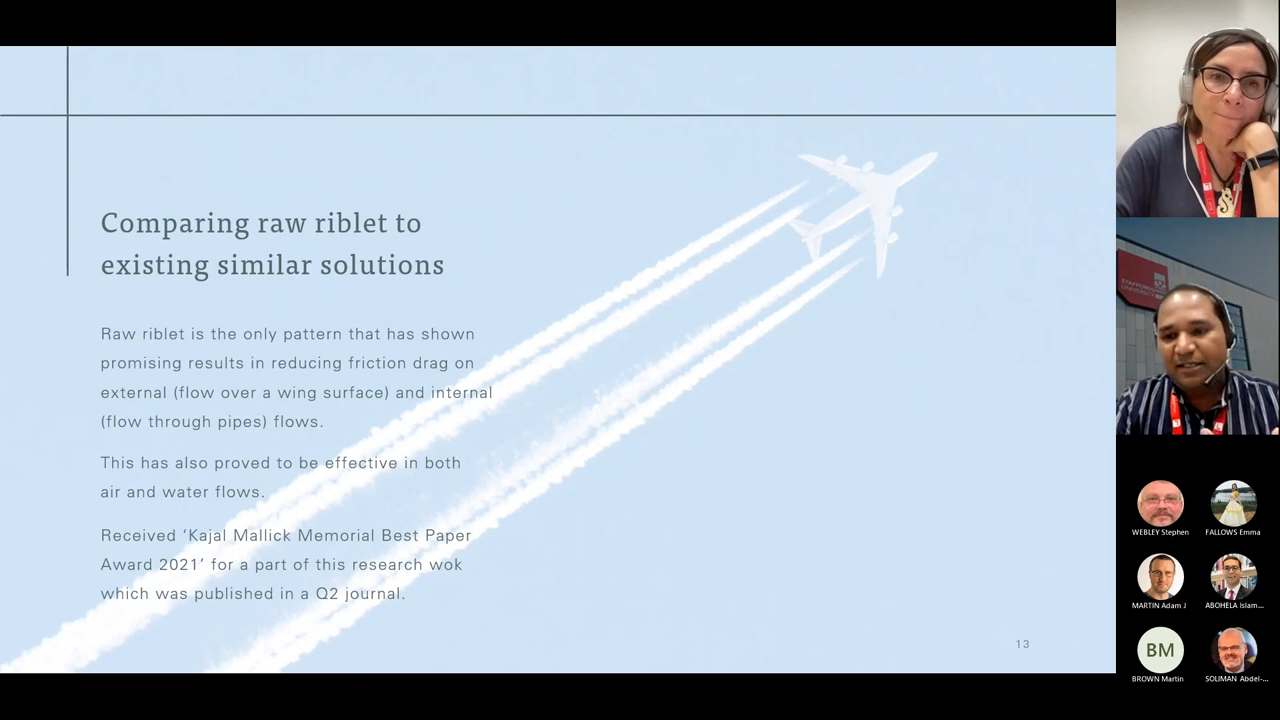 Comparing raw riblet to
existing similar solutions
Raw riblet is the only pattern that has shown
promising results in reducing friction drag on
external (flow over a wing surface) and internal
(flow through pipes) flows.
This has also proved to be effective in both
air and water flows.
Received ‘Kajal Mallick Memorial Best Paper
Award 2021’ for a part of this research wok
which was published in a Q2 journal.
13
STAFFORDSHIRE
UNIVERSITY
WEBLEY Stephen
FALLOWS Emma
MARTIN Adam J
ABOHELA Islam...
BM
BROWN Martin
SOLIMAN Abdel-...